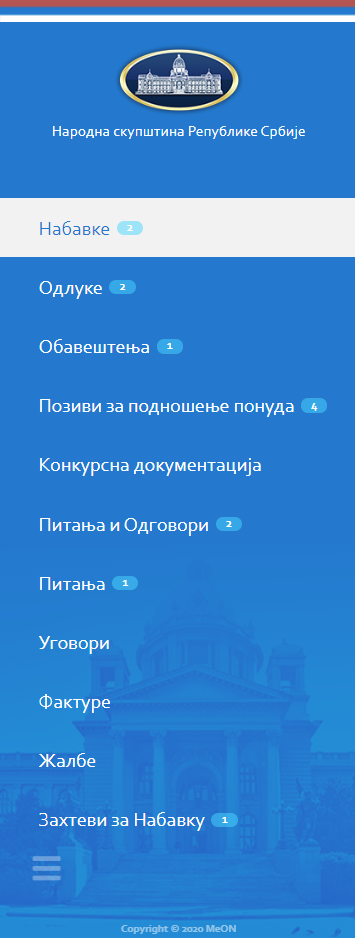 Народна скупштина Републике Србије
Набавке 2
Одлуке 2
Обавештења 1
Позиви за подношење понуда 4
Конкурсна документација
Питања и Одговори 2
Питања 1
Уговори
Фактуре
Жалбе
Захтеви за Набавку 1
Copyright © 2020 MeON